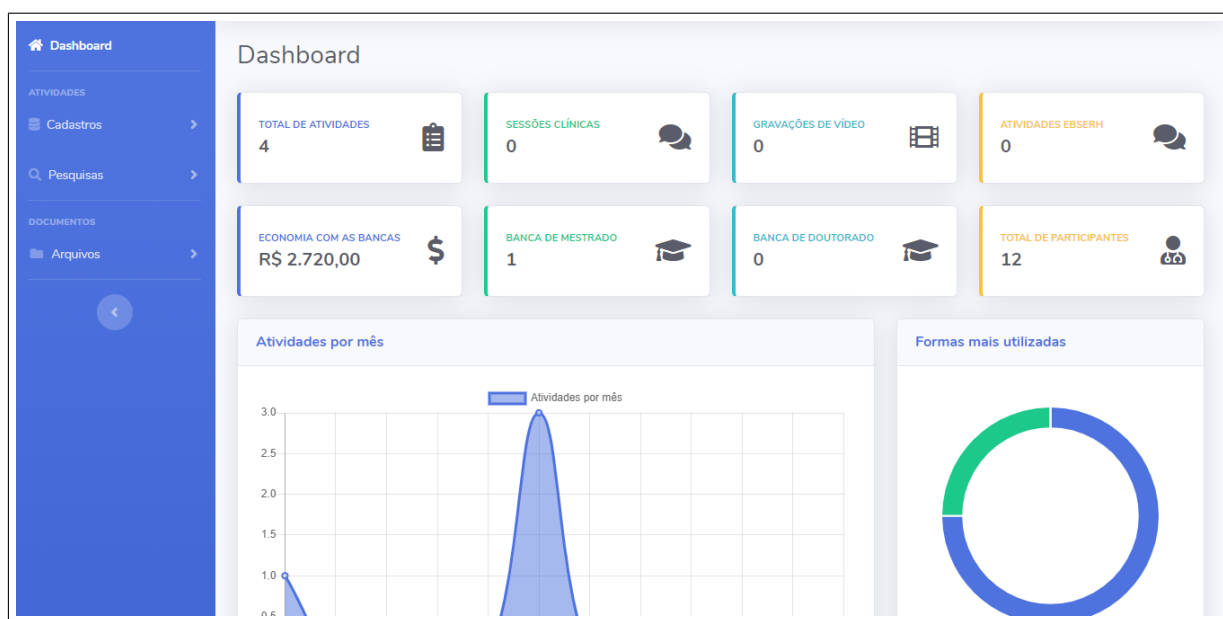 Dashboard
ATIVIDADES
Cadastros
Pesquisas
DOCUMENTOS
Arquivos
Dashboard
TOTAL DE ATIVIDADES
4
SESSÕES CLÍNICAS
0
GRAVAÇÕES DE VÍDEO
0
ATIVIDADES EBSERH
0
ECONOMIA COM AS BANCAS
R$ 2.720,00
BANCA DE MESTRADO
1
BANCA DE DOUTORADO
0
TOTAL DE PARTICIPANTES
12
Atividades por mês
Atividades por mês
3.0
2.5
2.0
1.5
1.0
0.5
Formas mais utilizadas